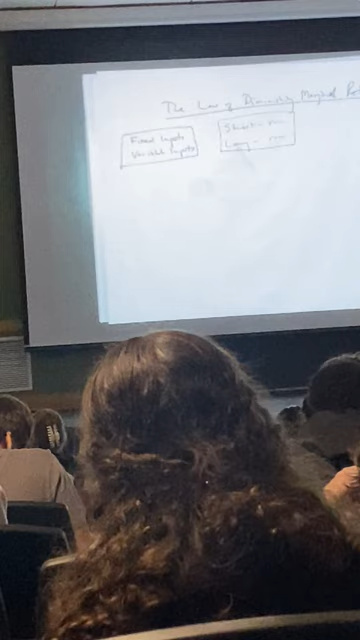 The Law of Diminishing Marginal
Fixed Inputs
Variable Inputs
Short - run
Long - run